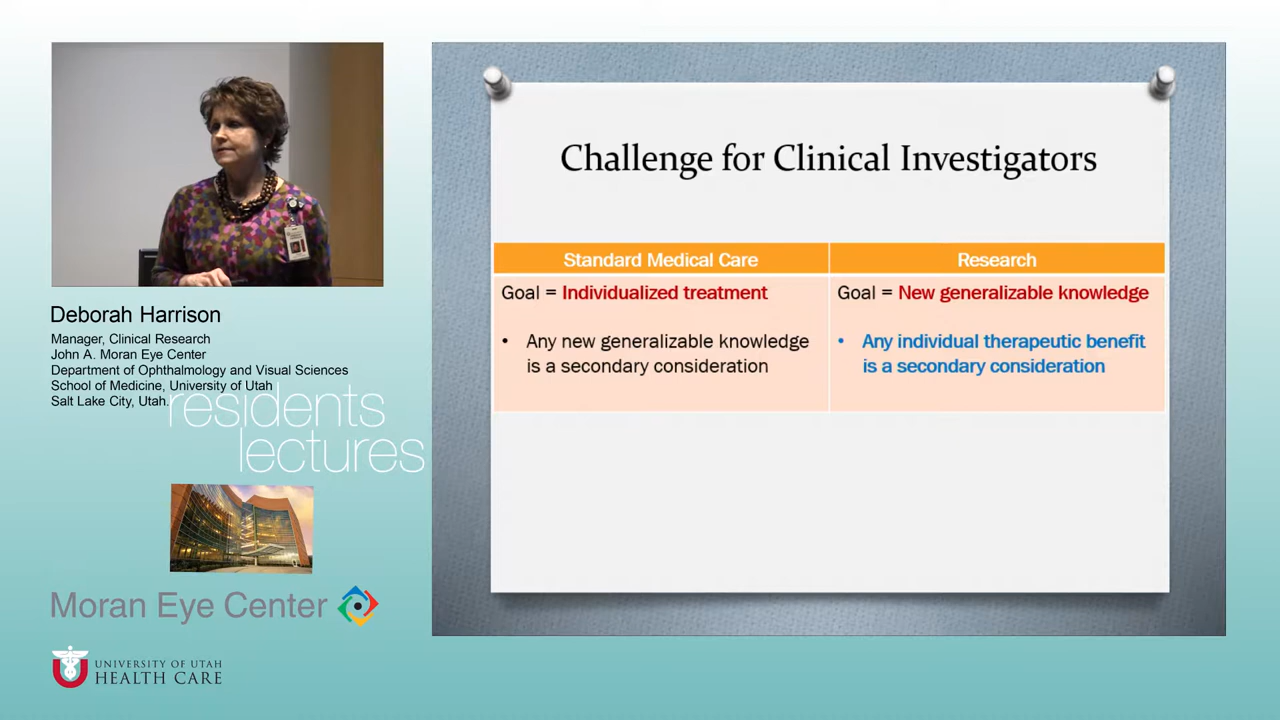 Deborah Harrison
Manager, Clinical Research
John A. Moran Eye Center
Department of Ophthalmology and Visual Sciences
School of Medicine, University of Utah
Salt Lake City, Utah.
residents
lectures
Moran Eye Center
UNIVERSITY OF UTAH
HEALTH CARE
Challenge for Clinical Investigators
Standard Medical Care
Goal = Individualized treatment
• Any new generalizable knowledge
is a secondary consideration
Research
Goal = New generalizable knowledge
• Any individual therapeutic benefit
is a secondary consideration